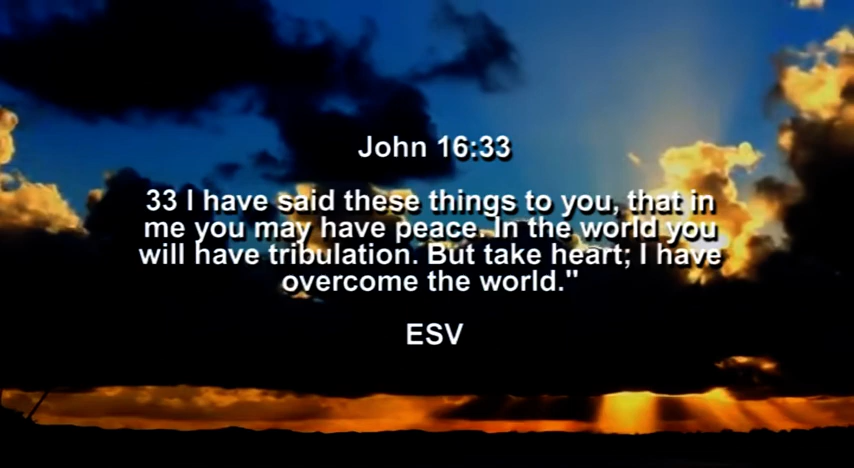 John 16:33
33 I have said these things to you, that in
me you may have peace. In the world you
will have tribulation. But take heart; I have
overcome the world."
ESV